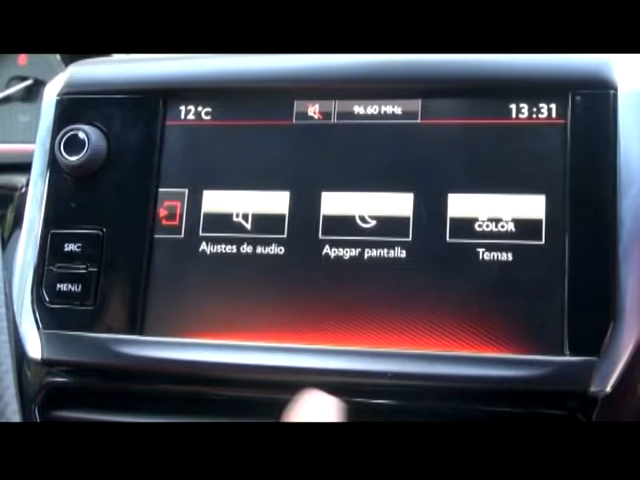 12°C
96.60 MHz
13:31
SRC
MENU
COLOR
Ajustes de audio
Apagar pantalla
Temas